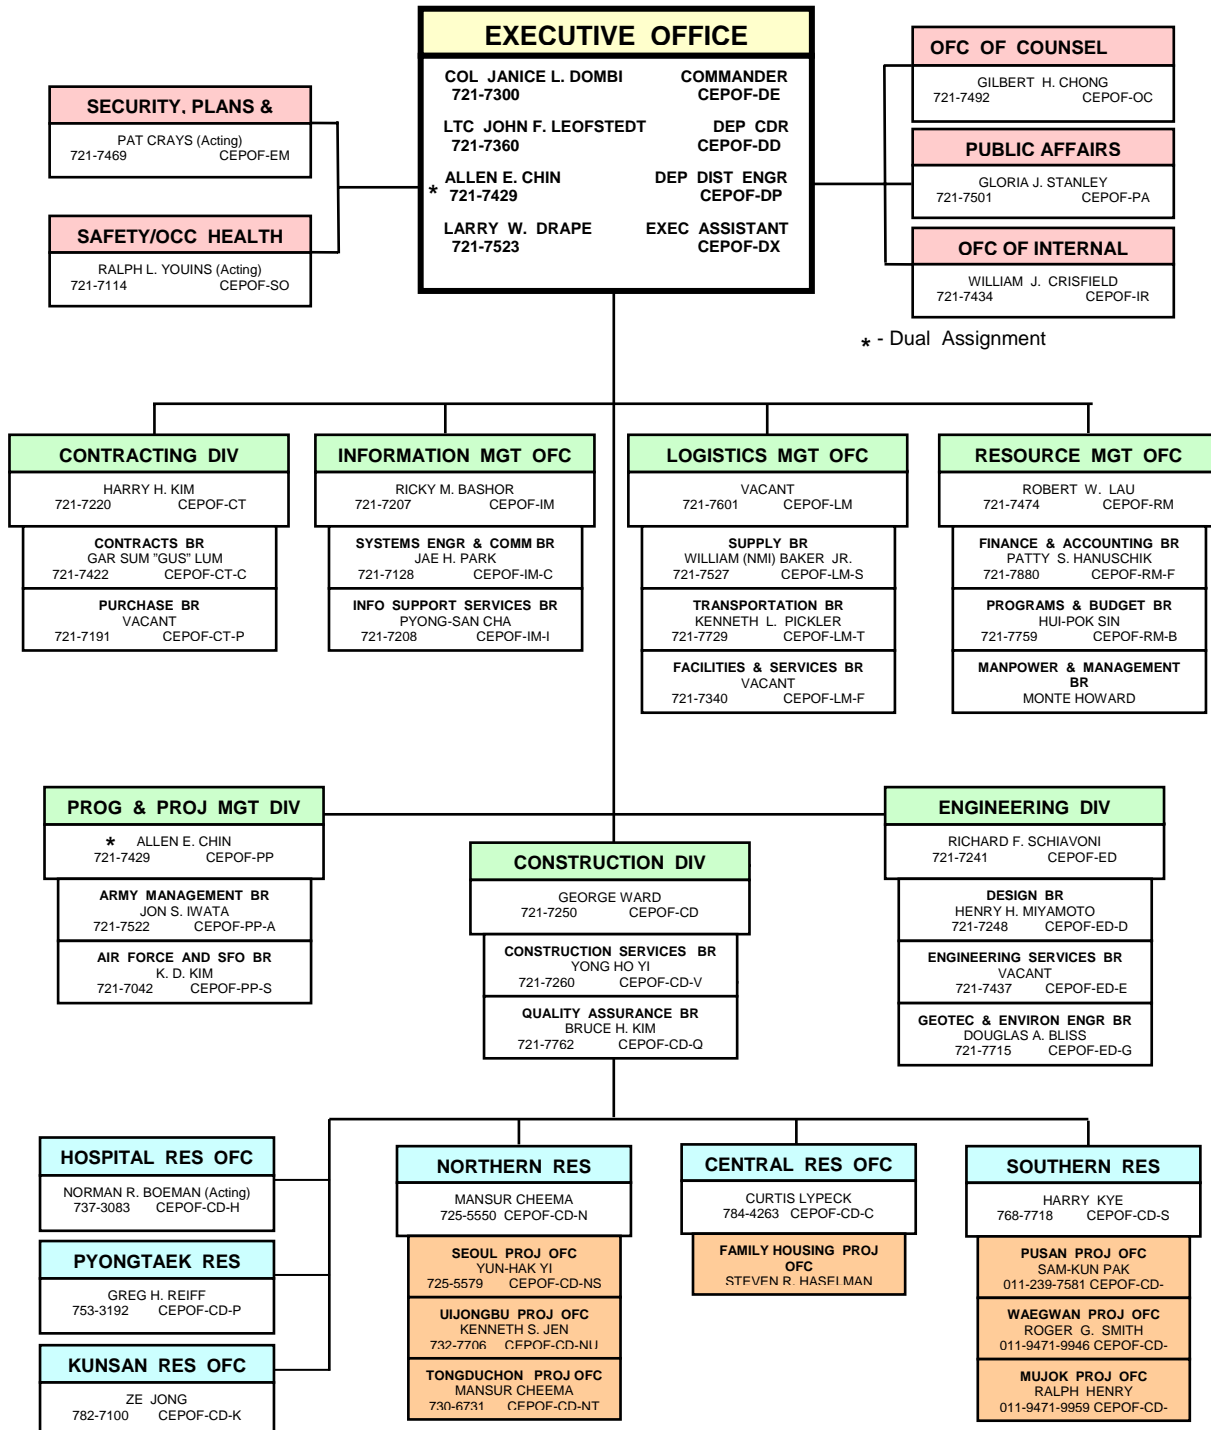 EXECUTIVE OFFICE
COL JANICE L. DOMBI COMMANDER
721-7300 CEPOF-DE
LTC JOHN F. LEOFSTEDT DEP CDR
721-7360 CEPOF-DD
* ALLEN E. CHIN DEP DIST ENGR
721-7429 CEPOF-DP
LARRY W. DRAPE EXEC ASSISTANT
721-7523 CEPOF-DX
SECURITY, PLANS &
PAT CRAYS (Acting)
721-7469 CEPOF-EM
SAFETY/OCC HEALTH
RALPH L. YOUINS (Acting)
721-7114 CEPOF-SO
OFC OF COUNSEL
GILBERT H. CHONG
721-7492 CEPOF-OC
PUBLIC AFFAIRS
GLORIA J. STANLEY
721-7501 CEPOF-PA
OFC OF INTERNAL
WILLIAM J. CRISFIELD
721-7434 CEPOF-IR
* - Dual Assignment
CONTRACTING DIV
HARRY H. KIM
721-7220 CEPOF-CT
CONTRACTS BR
GAR SUM "GUS" LUM
721-7422 CEPOF-CT-C
PURCHASE BR
VACANT
721-7191 CEPOF-CT-P
INFORMATION MGT OFC
RICKY M. BASHOR
721-7207 CEPOF-IM
SYSTEMS ENGR & COMM BR
JAE H. PARK
721-7128 CEPOF-IM-C
INFO SUPPORT SERVICES BR
PYONG-SAN CHA
721-7208 CEPOF-IM-I
LOGISTICS MGT OFC
VACANT
721-7601 CEPOF-LM
SUPPLY BR
WILLIAM (NMI) BAKER JR.
721-7527 CEPOF-LM-S
TRANSPORTATION BR
KENNETH L. PICKLER
721-7729 CEPOF-LM-T
FACILITIES & SERVICES BR
VACANT
721-7340 CEPOF-LM-F
RESOURCE MGT OFC
ROBERT W. LAU
721-7474 CEPOF-RM
FINANCE & ACCOUNTING BR
PATTY S. HANUSCHIK
721-7880 CEPOF-RM-F
PROGRAMS & BUDGET BR
HUI-POK SIN
721-7759 CEPOF-RM-B
MANPOWER & MANAGEMENT
BR
MONTE HOWARD
PROG & PROJ MGT DIV
* ALLEN E. CHIN
721-7429 CEPOF-PP
ARMY MANAGEMENT BR
JON S. IWATA
721-7522 CEPOF-PP-A
AIR FORCE AND SFO BR
K. D. KIM
721-7042 CEPOF-PP-S
CONSTRUCTION DIV
GEORGE WARD
721-7250 CEPOF-CD
CONSTRUCTION SERVICES BR
YONG HO YI
721-7260 CEPOF-CD-V
QUALITY ASSURANCE BR
BRUCE H. KIM
721-7762 CEPOF-CD-Q
ENGINEERING DIV
RICHARD F. SCHIAVONI
721-7241 CEPOF-ED
DESIGN BR
HENRY H. MIYAMOTO
721-7248 CEPOF-ED-D
ENGINEERING SERVICES BR
VACANT
721-7437 CEPOF-ED-E
GEOTEC & ENVIRON ENGR BR
DOUGLAS A. BLISS
721-7715 CEPOF-ED-G
HOSPITAL RES OFC
NORMAN R. BOEMAN (Acting)
737-3083 CEPOF-CD-H
PYONGTAEK RES
GREG H. REIFF
753-3192 CEPOF-CD-P
KUNSAN RES OFC
ZE JONG
782-7100 CEPOF-CD-K
NORTHERN RES
MANSUR CHEEMA
725-5550 CEPOF-CD-N
SEOUL PROJ OFC
YUN-HAK YI
725-5579 CEPOF-CD-NS
UIJONGBU PROJ OFC
KENNETH S. JEN
732-7706 CEPOF-CD-NU
TONGDUCHON PROJ OFC
MANSUR CHEEMA
730-6731 CEPOF-CD-NT
CENTRAL RES OFC
CURTIS LYPECK
784-4263 CEPOF-CD-C
FAMILY HOUSING PROJ
OFC
STEVEN R. HASELMAN
SOUTHERN RES
HARRY KYE
768-7718 CEPOF-CD-S
PUSAN PROJ OFC
SAM-KUN PAK
011-239-7581 CEPOF-CD-
WAEGWAN PROJ OFC
ROGER G. SMITH
011-9471-9946 CEPOF-CD-
MUJOK PROJ OFC
RALPH HENRY
011-9471-9959 CEPOF-CD-